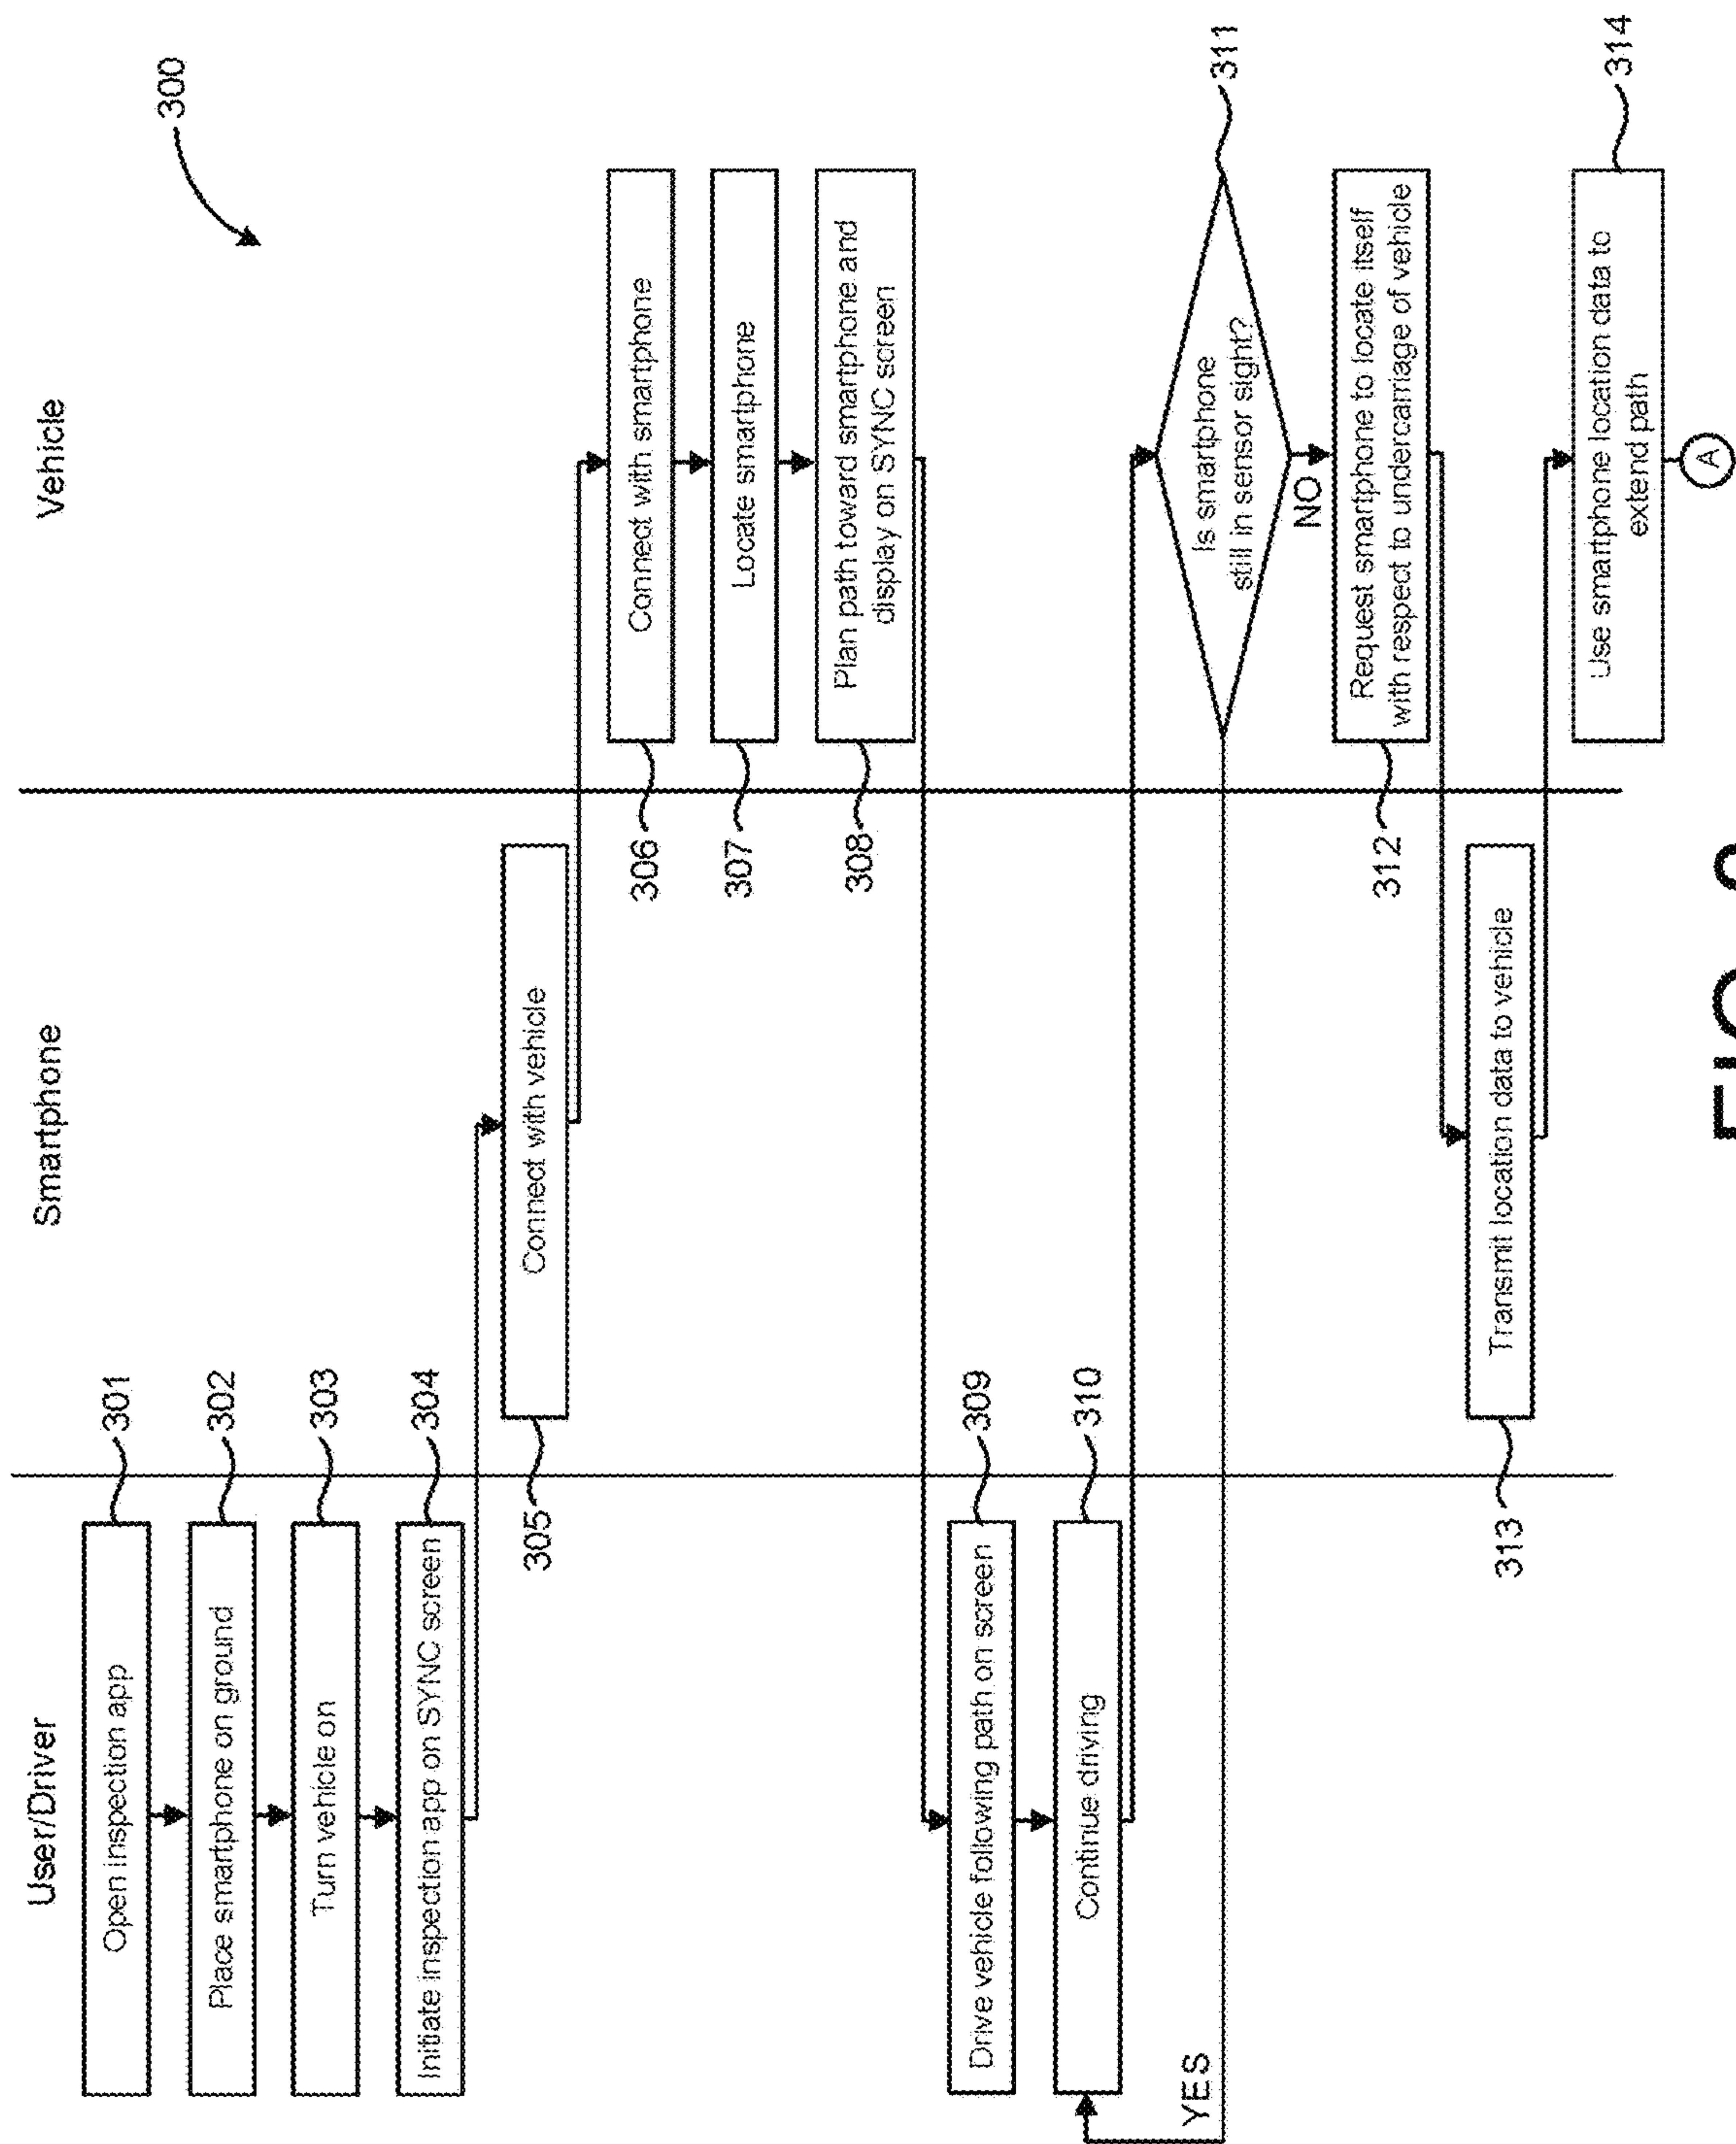 300
User/Driver
Smartphone
Vehicle
Open inspection app
301
Place smartphone on ground
302
Turn vehicle on
303
Initiate inspection app on SYNC screen
304
Connect with vehicle
305
Connect with smartphone
306
Locate smartphone
307
Plan path toward smartphone and
display on SYNC screen
308
Drive vehicle following path on screen
309
Continue driving
310
YES
Is smartphone
still in sensor sight?
311
NO
Request smartphone to locate itself
with respect to undercarriage of vehicle
312
Transmit location data to vehicle
313
Use smartphone location data to
extend path
314
A